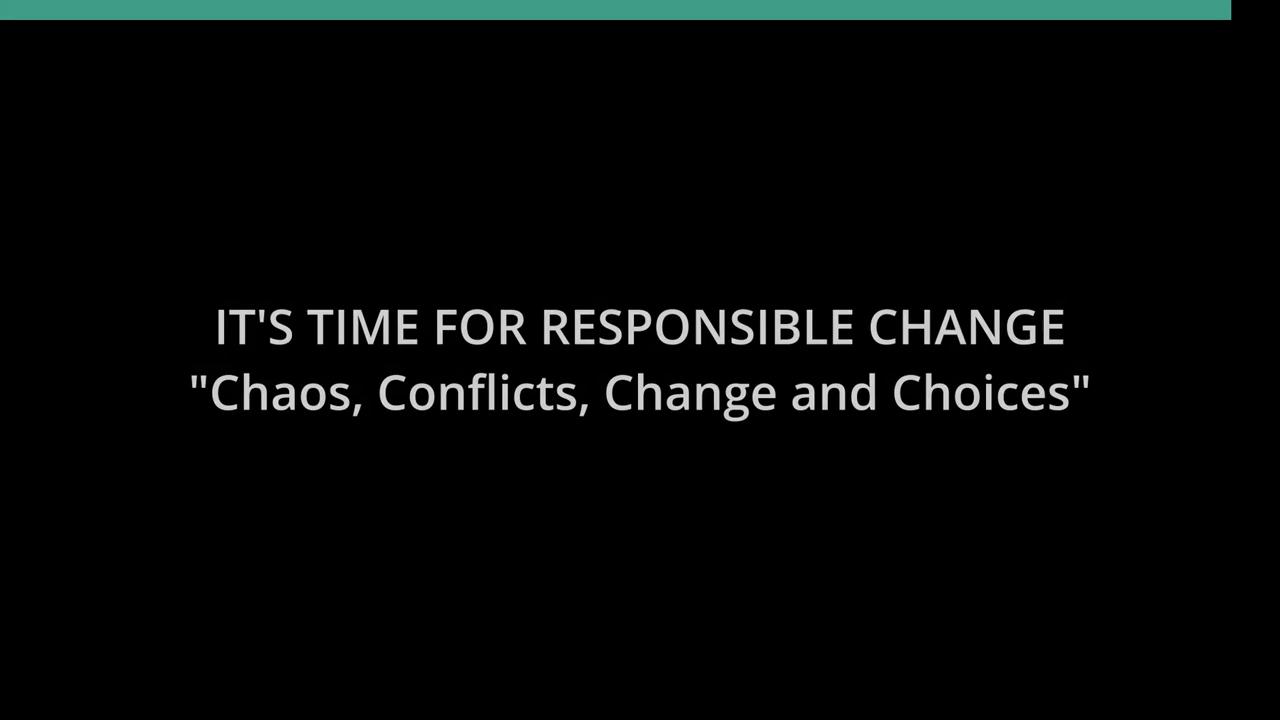 IT'S TIME FOR RESPONSIBLE CHANGE
"Chaos, Conflicts, Change and Choices"